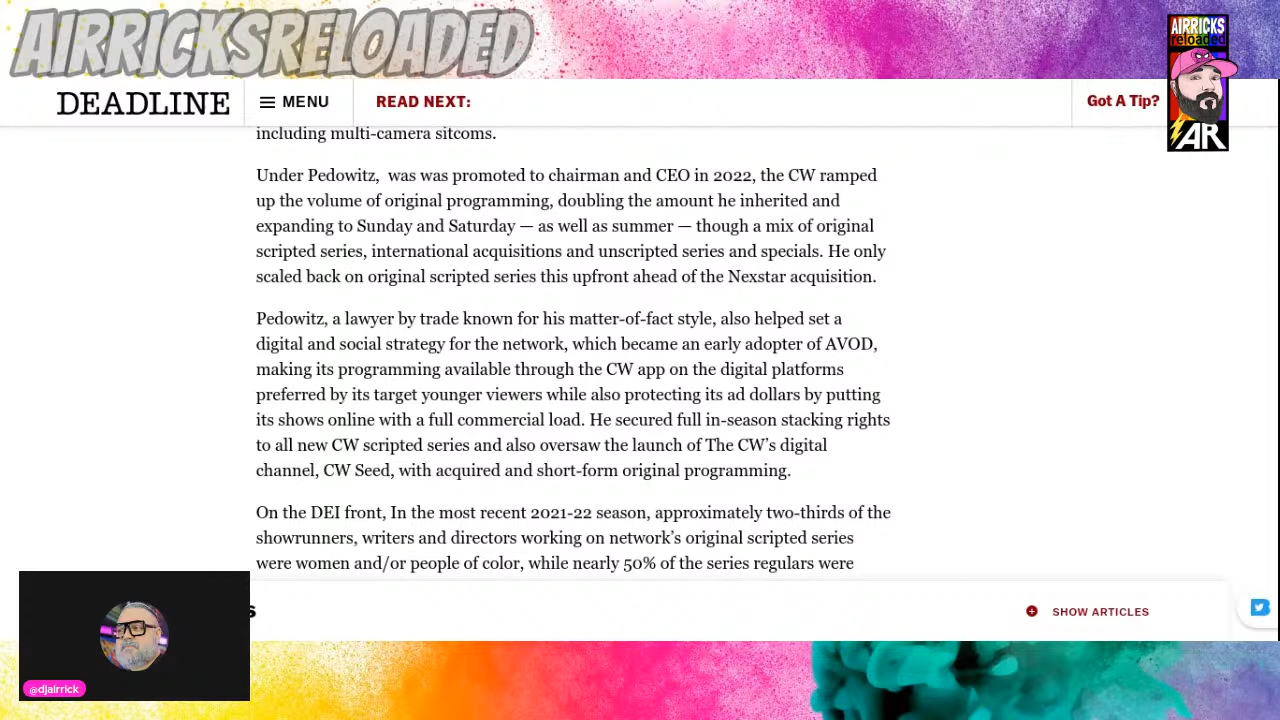 AIRRICKSRELOADED
AIRRICKS
reloaded
AR
DEADLINE
MENU
READ NEXT:
Got A Tip?
including multi-camera sitcoms.
Under Pedowitz,  was was promoted to chairman and CEO in 2022, the CW ramped
up the volume of original programming, doubling the amount he inherited and
expanding to Sunday and Saturday — as well as summer — though a mix of original
scripted series, international acquisitions and unscripted series and specials. He only
scaled back on original scripted series this upfront ahead of the Nexstar acquisition.
Pedowitz, a lawyer by trade known for his matter-of-fact style, also helped set a
digital and social strategy for the network, which became an early adopter of AVOD,
making its programming available through the CW app on the digital platforms
preferred by its target younger viewers while also protecting its ad dollars by putting
its shows online with a full commercial load. He secured full in-season stacking rights
to all new CW scripted series and also oversaw the launch of The CW’s digital
channel, CW Seed, with acquired and short-form original programming.
On the DEI front, In the most recent 2021-22 season, approximately two-thirds of the
showrunners, writers and directors working on network’s original scripted series
were women and/or people of color, while nearly 50% of the series regulars were
s
SHOW ARTICLES
@djairrick